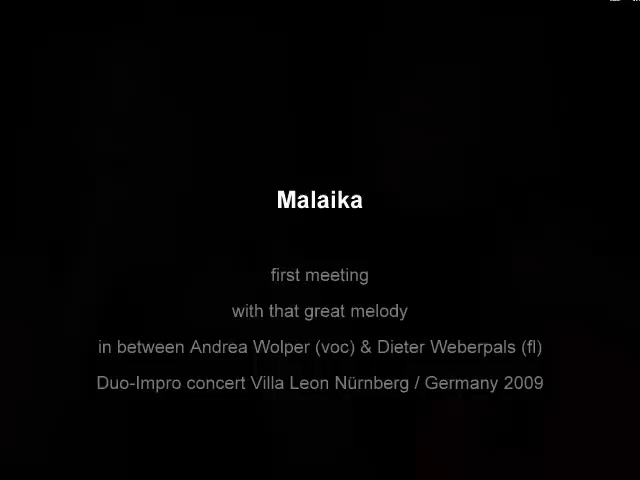 Malaika
first meeting
with that great melody
in between Andrea Wolper (voc) & Dieter Weberpals (fl)
Duo-Impro concert Villa Leon Nürnberg / Germany 2009